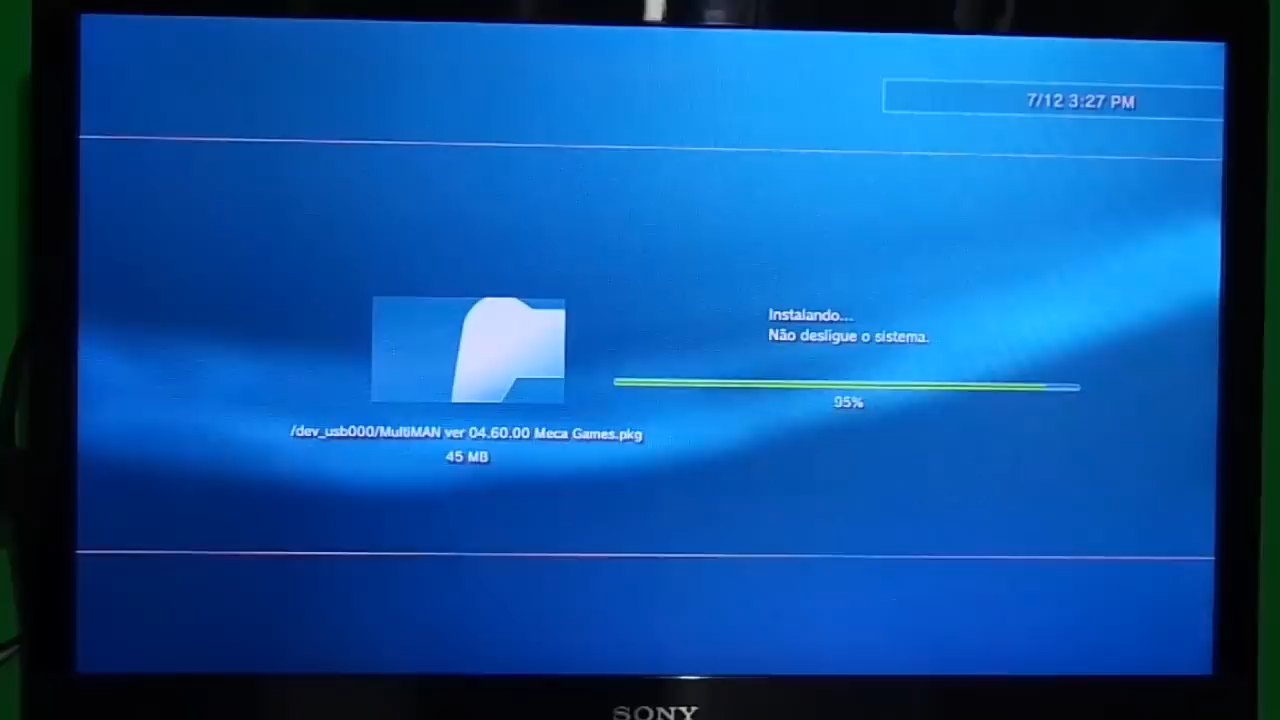 7/12 3:27 PM
Instalando...
Não desligue o sistema.
95%
/dev_usb000/MultiMAN ver 04.60.00 Meca Games.pkg
45 MB
SONY